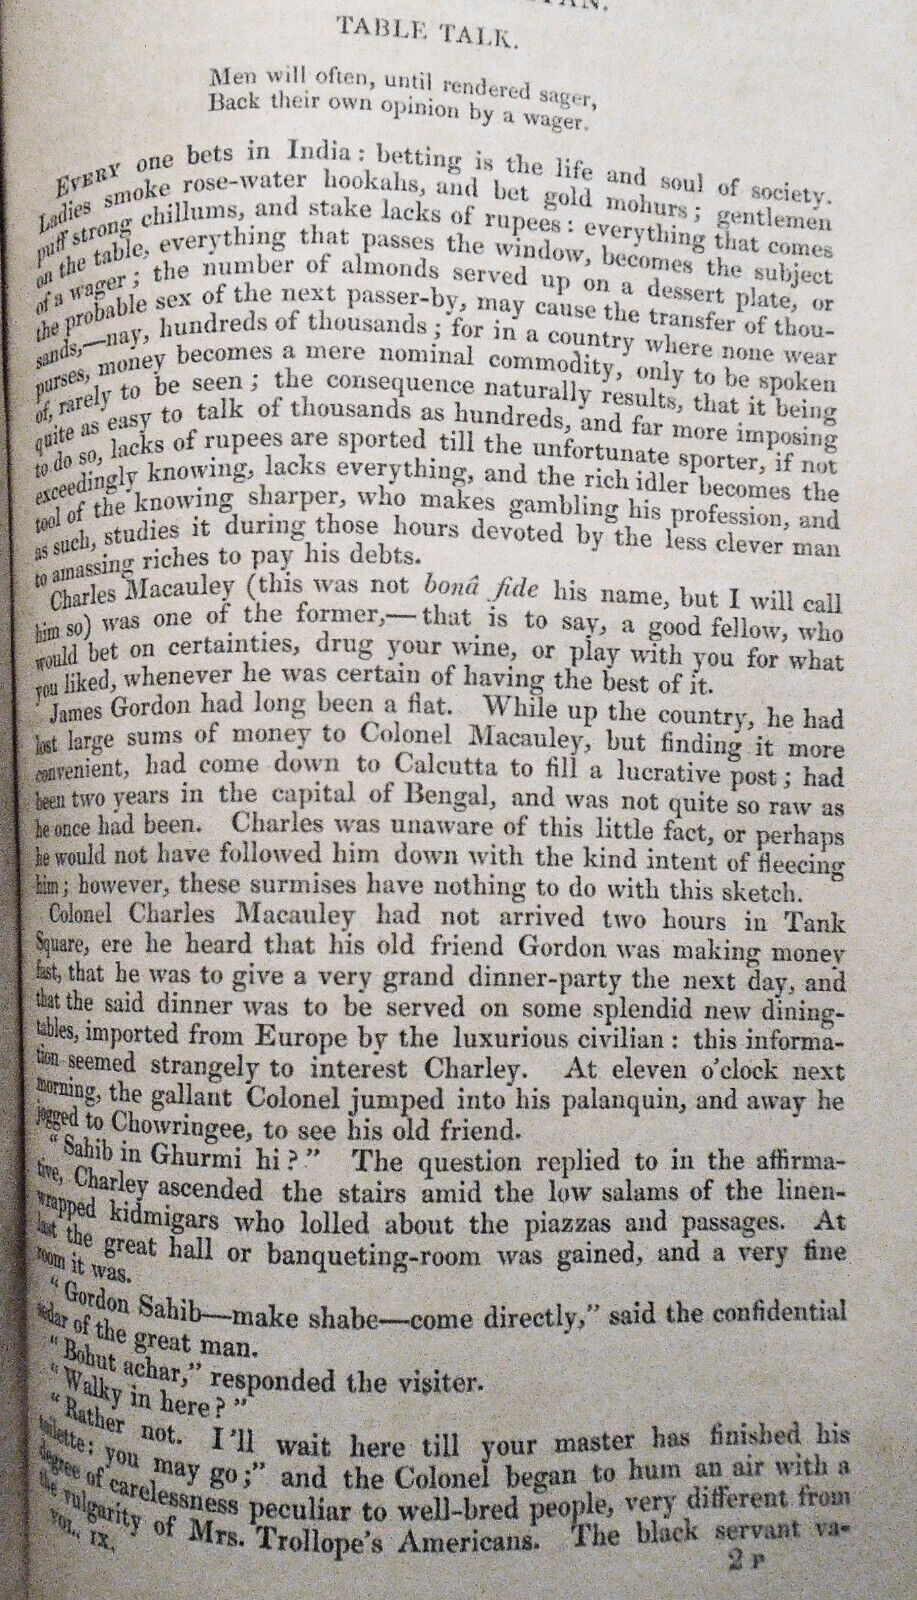 TABLE TALK.
Men will often, until rendered sager,
Back their own opinion by a wager.
EVERY one bets in India: betting is the life and soul of society.
Ladies smoke rose-water hookahs, and bet gold mohurs; gentlemen
puff strong chillums, and stake lacks of rupees: everything that comes
on the table, everything that passes the window, becomes the subject
of a wager; the number of almonds served up on a dessert plate, or
the probable sex of the next passer-by, may cause the transfer of thou-
sands,—nay, hundreds of thousands; for in a country where none wear
purses, money becomes a mere nominal commodity, only to be spoken
of, rarely to be seen; the consequence naturally results, that it being
quite as easy to talk of thousands as hundreds, and far more imposing
to do so, lacks of rupees are sported till the unfortunate sporter, if not
exceedingly knowing, lacks everything, and the rich idler becomes the
tool of the knowing sharper, who makes gambling his profession, and
as such, studies it during those hours devoted by the less clever man
to amassing riches to pay his debts.
Charles Macauley (this was not bonâ fide his name, but I will call
him so) was one of the former,—that is to say, a good fellow, who
would bet on certainties, drug your wine, or play with you for what
you liked, whenever he was certain of having the best of it.
James Gordon had long been a flat. While up the country, he had
lost large sums of money to Colonel Macauley, but finding it more
convenient, had come down to Calcutta to fill a lucrative post; had
been two years in the capital of Bengal, and was not quite so raw as
he once had been. Charles was unaware of this little fact, or perhaps
he would not have followed him down with the kind intent of fleecing
him; however, these surmises have nothing to do with this sketch.
Colonel Charles Macauley had not arrived two hours in Tank
Square, ere he heard that his old friend Gordon was making money
fast, that he was to give a very grand dinner-party the next day, and
that the said dinner was to be served on some splendid new dining-
tables, imported from Europe by the luxurious civilian: this informa-
tion seemed strangely to interest Charley. At eleven o'clock next
morning, the gallant Colonel jumped into his palanquin, and away he
jogged to Chowringee, to see his old friend.
"Sahib in Ghurmi hi?" The question replied to in the affirma-
tive, Charley ascended the stairs amid the low salams of the linen-
wrapped kidmigars who lolled about the piazzas and passages. At
last the great hall or banqueting-room was gained, and a very fine
room it was.
"Gordon Sahib—make shabe—come directly," said the confidential
sedar of the great man.
"Bohut achar," responded the visiter.
"Walky in here?"
"Rather not. I'll wait here till your master has finished his
toilette: you may go;" and the Colonel began to hum an air with a
degree of carelessness peculiar to well-bred people, very different from
the vulgarity of Mrs. Trollope's Americans. The black servant va-
VOL. IX. 2 P